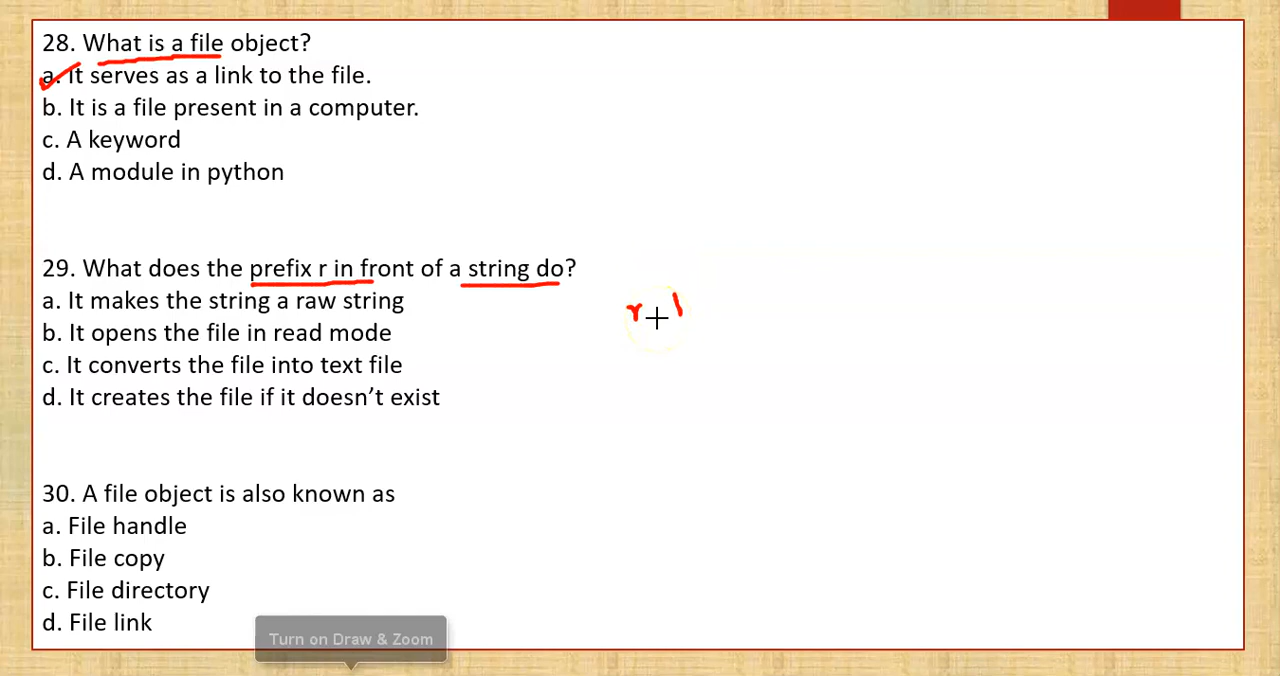 28. What is a file object?
a. It serves as a link to the file.
b. It is a file present in a computer.
c. A keyword
d. A module in python
29. What does the prefix r in front of a string do?
a. It makes the string a raw string
b. It opens the file in read mode
c. It converts the file into text file
d. It creates the file if it doesn’t exist
r
30. A file object is also known as
a. File handle
b. File copy
c. File directory
d. File link
Turn on Draw & Zoom